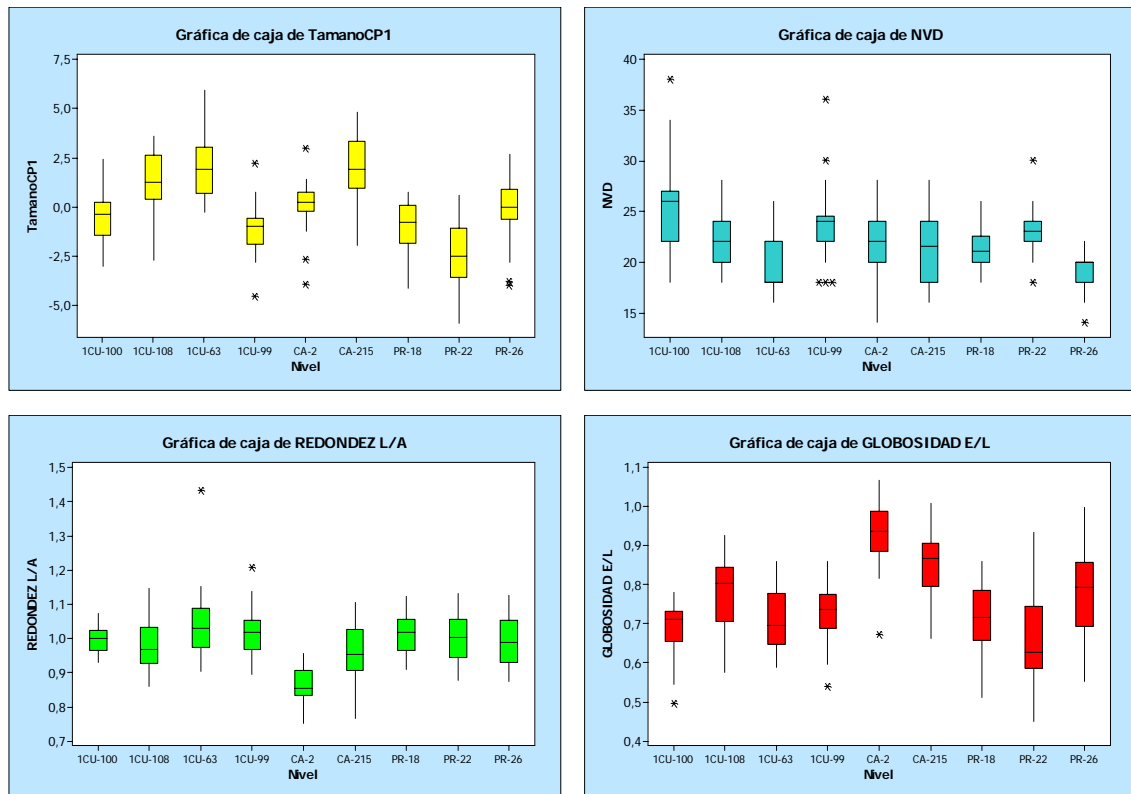 Gráfica de caja de TamanoCP1
7,5
5,0
2,5
0,0
-2,5
-5,0
TamanoCP1
1CU-100 1CU-108 1CU-63 1CU-99 CA-2 CA-215 PR-18 PR-22 PR-26
Nivel
Gráfica de caja de NVD
40
35
30
25
20
15
NVD
1CU-100 1CU-108 1CU-63 1CU-99 CA-2 CA-215 PR-18 PR-22 PR-26
Nivel
Gráfica de caja de REDONDEZ L/A
1,5
1,4
1,3
1,2
1,1
1,0
0,9
0,8
0,7
REDONDEZ L/A
1CU-100 1CU-108 1CU-63 1CU-99 CA-2 CA-215 PR-18 PR-22 PR-26
Nivel
Gráfica de caja de GLOBOSIDAD E/L
1,1
1,0
0,9
0,8
0,7
0,6
0,5
0,4
GLOBOSIDAD E/L
1CU-100 1CU-108 1CU-63 1CU-99 CA-2 CA-215 PR-18 PR-22 PR-26
Nivel